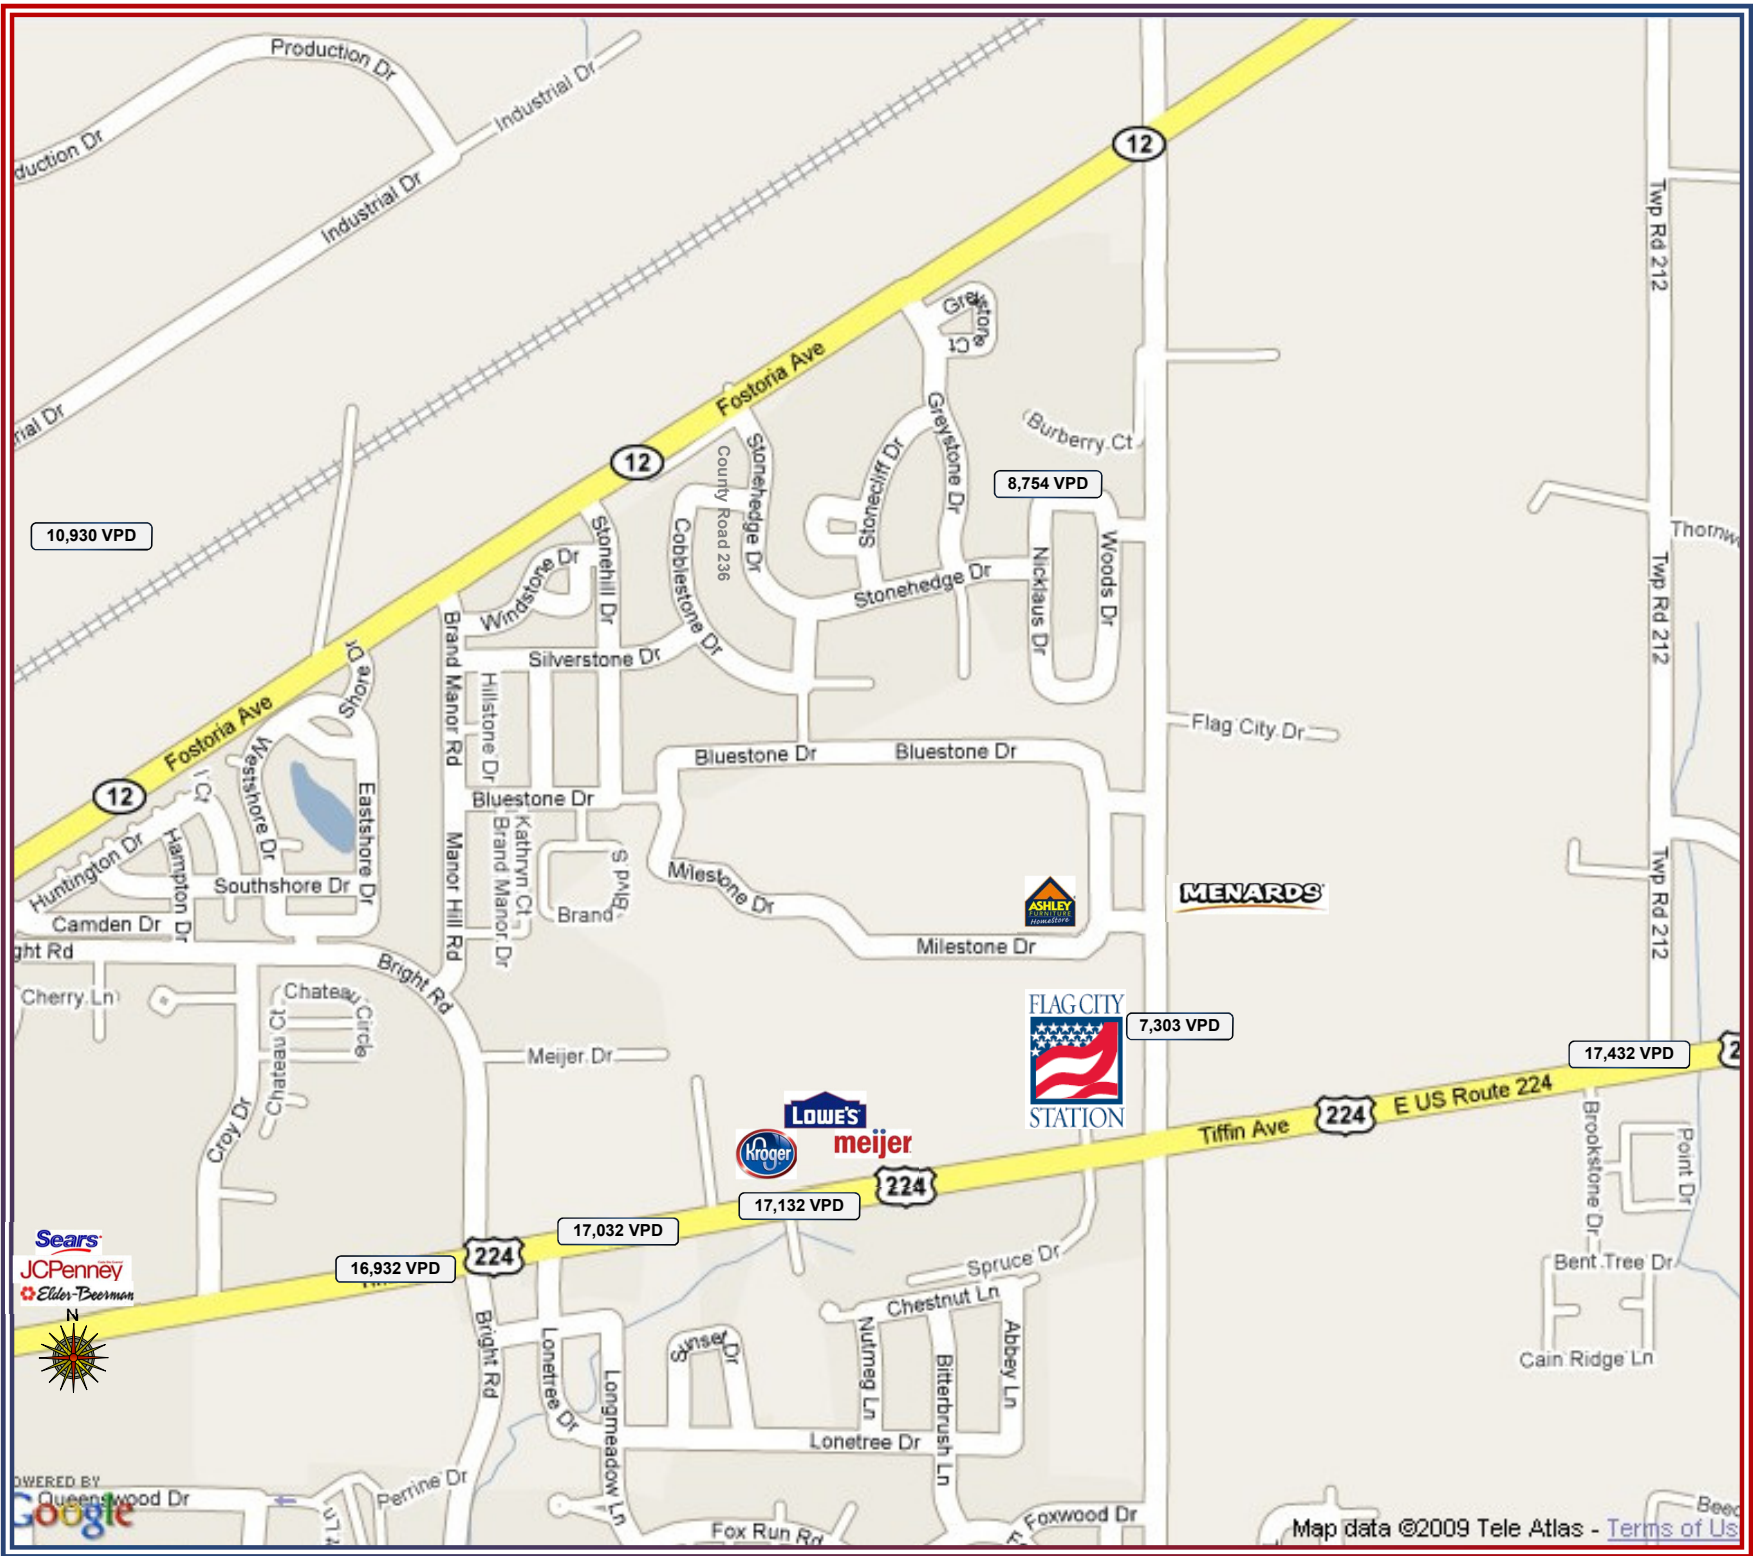 Production Dr
Industrial Dr
duction Dr
Industrial Dr
12
Twp Rd 212
Greystone
Ct
Fostoria Ave
rial Dr
Greystone Dr
Burberry Ct
Stonecliff Dr
12
Stonehedge Dr
County Road 236
8,754 VPD
10,930 VPD
Stonehill Dr
Cobblestone Dr
Windstone Dr
Nicklaus Dr
Woods Dr
Thornw
Twp Rd 212
Stonehedge Dr
Brand Manor Rd
Silverstone Dr
Shore Dr
Hillstone Dr
Fostoria Ave
Flag City Dr
Westshore Dr
Bluestone Dr
Bluestone Dr
12
I Ct
Eastshore Dr
Bluestone Dr
Huntington Dr
Hampton Dr
Manor Hill Rd
Brand Manor Dr
Kathryn Ct
Blvd S
Brand
Milestone Dr
Southshore Dr
ASHLEY
FURNITURE
HomeStore
MENARDS
Twp Rd 212
Camden Dr
Milestone Dr
ght Rd
Bright Rd
Cherry Ln
Chateau Circle
Chateau Ct
FLAG CITY
STATION
7,303 VPD
Meijer Dr
17,432 VPD
2
E US Route 224
224
Tiffin Ave
LOWE'S
Kroger
meijer
Croy Dr
Brookstone Dr
Point Dr
224
17,132 VPD
17,032 VPD
Sears
JCPenney
Elder-Beerman
16,932 VPD
224
Spruce Dr
Bent Tree Dr
Chestnut Ln
N
Bright Rd
Lonetree Dr
Sunset Dr
Nutmeg Ln
Bitterbrush Ln
Abbey Ln
Cain Ridge Ln
Longmeadow Ln
Lonetree Dr
OWERED BY
Google
Queenswood Dr
Perrine Dr
Fox Run Rd
Foxwood Dr
Beec
Map data ©2009 Tele Atlas - Terms of Us